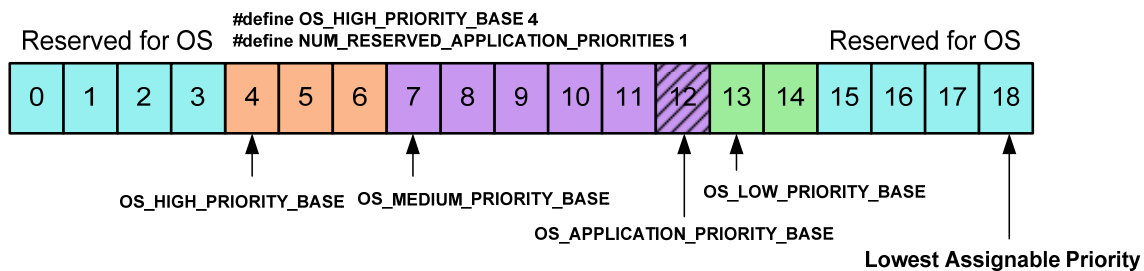 #define OS_HIGH_PRIORITY_BASE 4
#define NUM_RESERVED_APPLICATION_PRIORITIES 1
Reserved for OS
Reserved for OS
0 1 2 3 4 5 6 7 8 9 10 11 12 13 14 15 16 17 18
OS_HIGH_PRIORITY_BASE
OS_MEDIUM_PRIORITY_BASE
OS_LOW_PRIORITY_BASE
OS_APPLICATION_PRIORITY_BASE
Lowest Assignable Priority